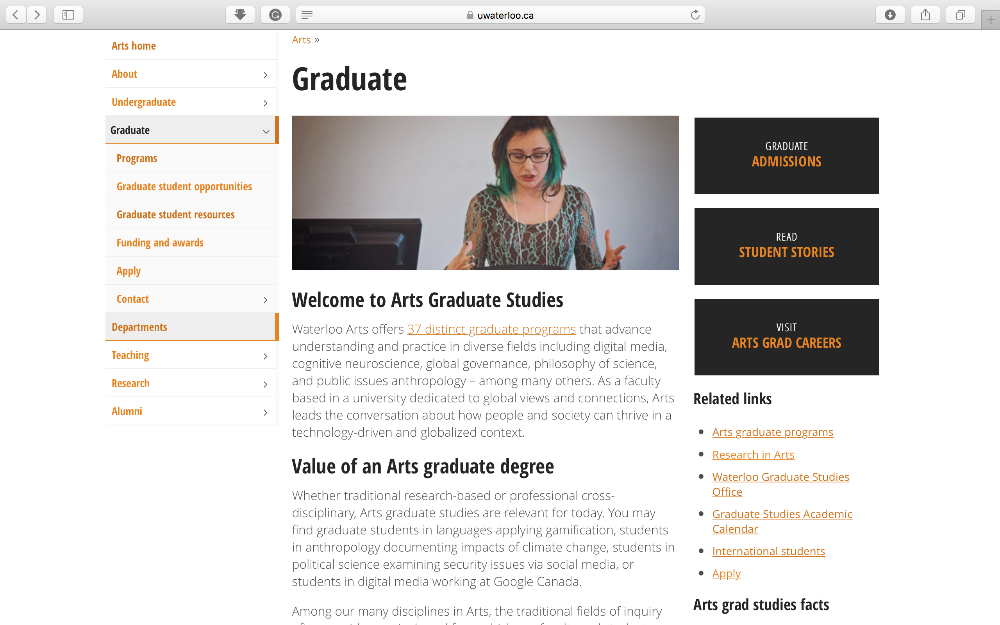 uwaterloo.ca
Arts home
About
Undergraduate
Graduate
Programs
Graduate student opportunities
Graduate student resources
Funding and awards
Apply
Contact
Departments
Teaching
Research
Alumni
Arts »
Graduate
Welcome to Arts Graduate Studies
Waterloo Arts offers 37 distinct graduate programs that advance
understanding and practice in diverse fields including digital media,
cognitive neuroscience, global governance, philosophy of science,
and public issues anthropology – among many others. As a faculty
based in a university dedicated to global views and connections, Arts
leads the conversation about how people and society can thrive in a
technology-driven and globalized context.
Value of an Arts graduate degree
Whether traditional research-based or professional cross-
disciplinary, Arts graduate studies are relevant for today. You may
find graduate students in languages applying gamification, students
in anthropology documenting impacts of climate change, students in
political science examining security issues via social media, or
students in digital media working at Google Canada.
Among our many disciplines in Arts, the traditional fields of inquiry
GRADUATE
ADMISSIONS
READ
STUDENT STORIES
VISIT
ARTS GRAD CAREERS
Related links
Arts graduate programs
Research in Arts
Waterloo Graduate Studies
Office
Graduate Studies Academic
Calendar
International students
Apply
Arts grad studies facts